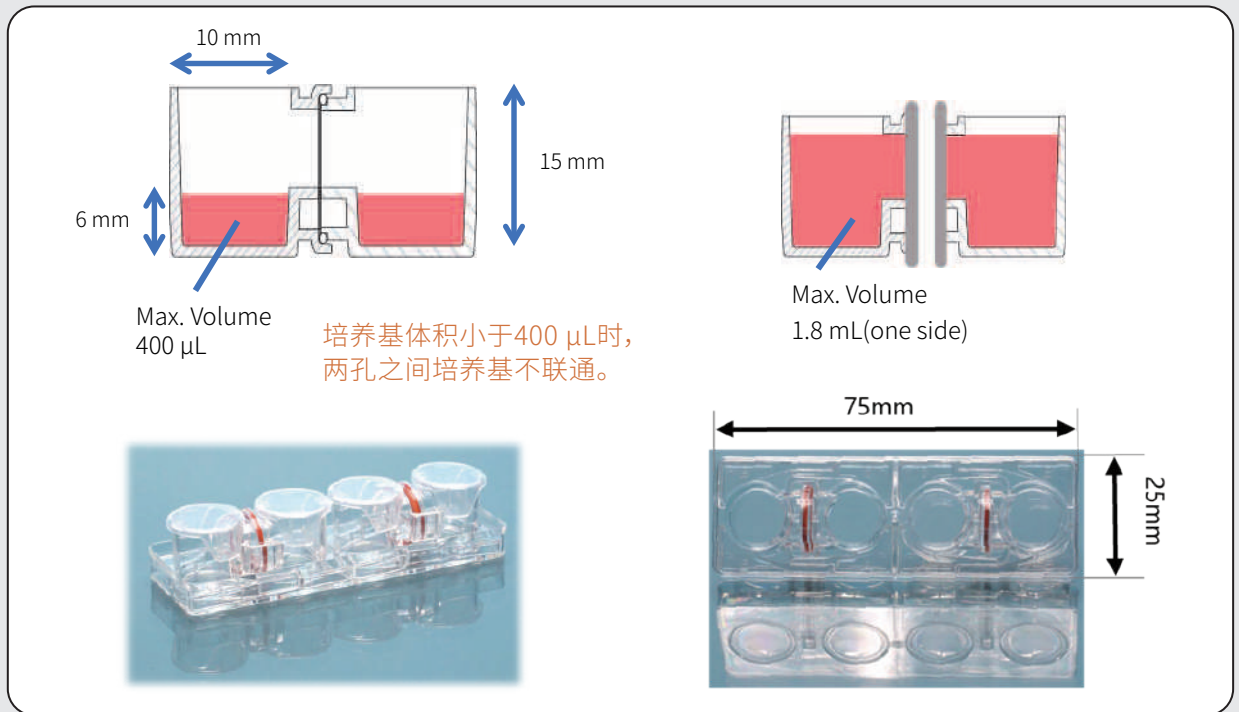 10 mm
15 mm
6 mm
Max. Volume
400 µL
培养基体积小于400 μL时，
两孔之间培养基不联通。
Max. Volume
1.8 mL(one side)
75mm
25mm